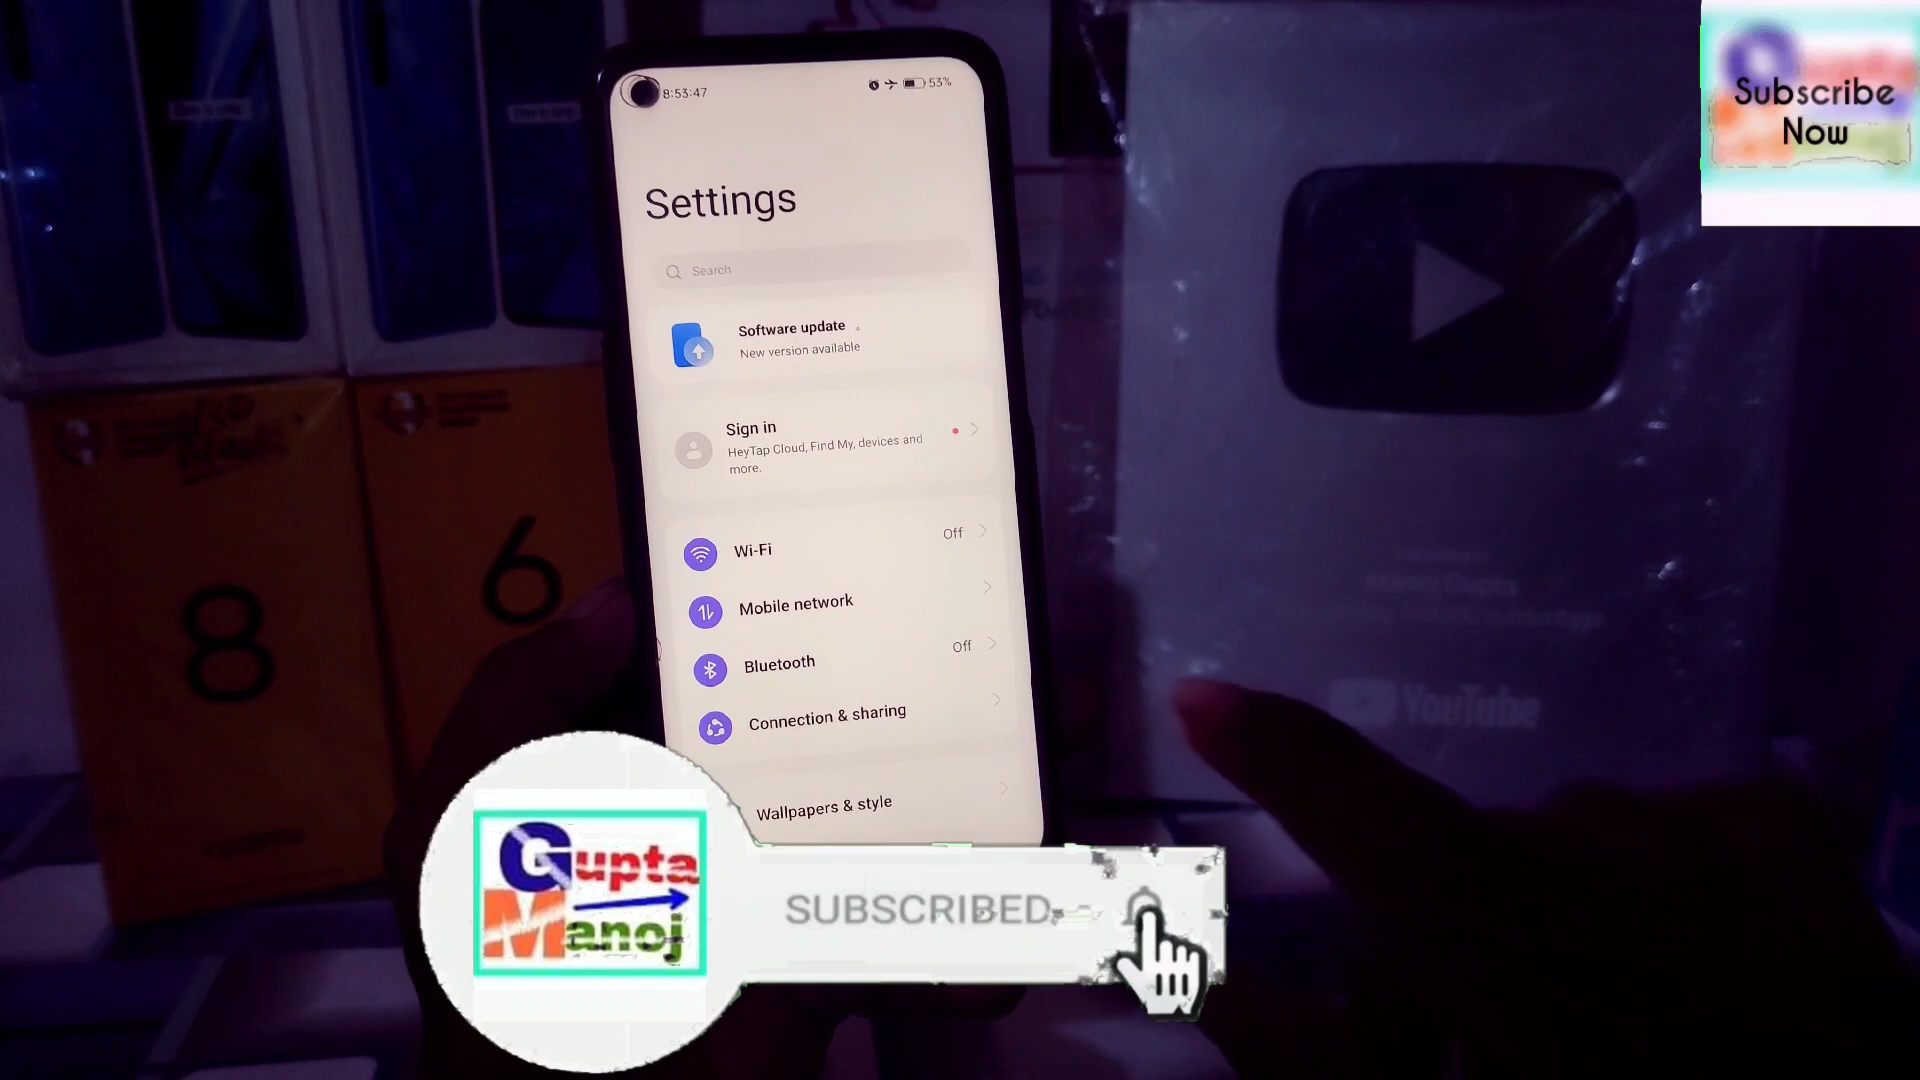 8:53:47
53%
Settings
Search
Software update
New version available
Sign in
HeyTap Cloud, Find My, devices and
more.
Wi-Fi
Off
Mobile network
Bluetooth
Off
Connection & sharing
Wallpapers & style
Subscribe
Now
8
6
YouTube
Gupta
Manoj
SUBSCRIBED